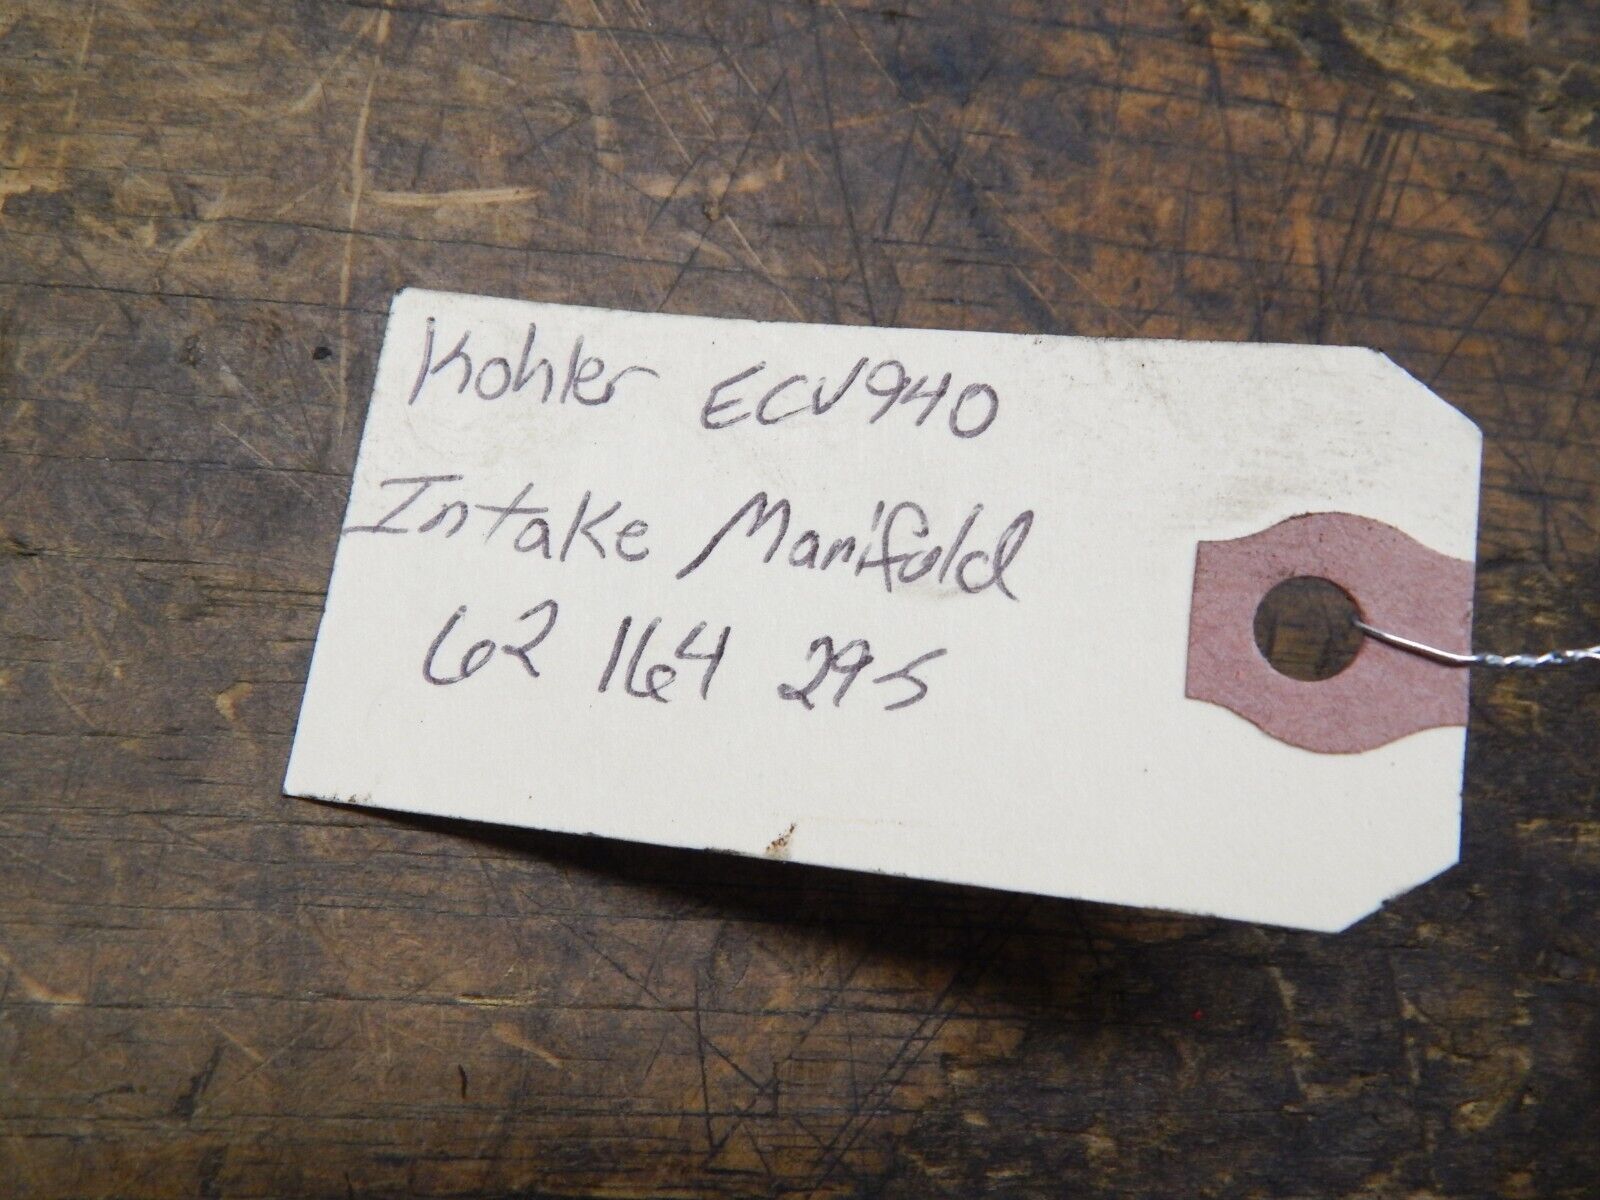 Kohler ECV940
Intake Manifold
62 164 29-S